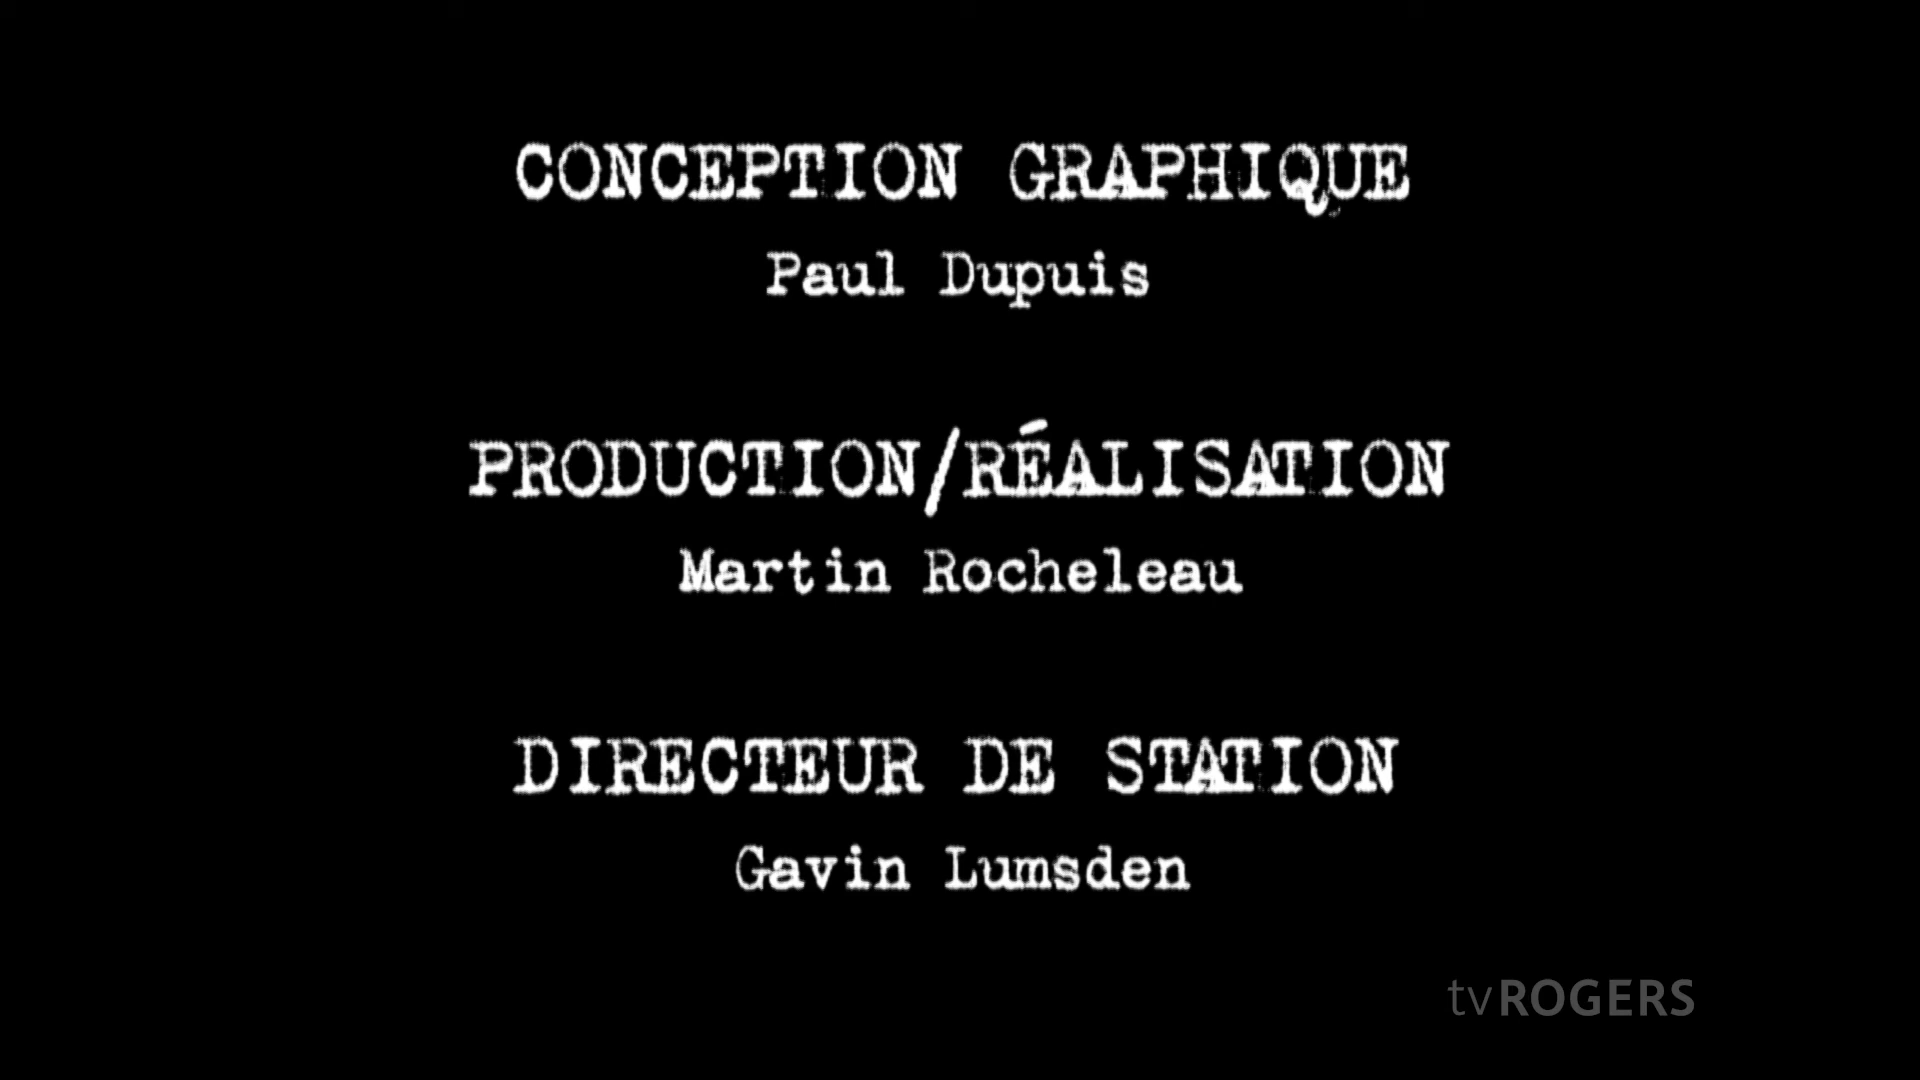 CONCEPTION GRAPHIQUE
Paul Dupuis
PRODUCTION/RÉALISATION
Martin Rocheleau
DIRECTEUR DE STATION
Gavin Lumsden
tvROGERS